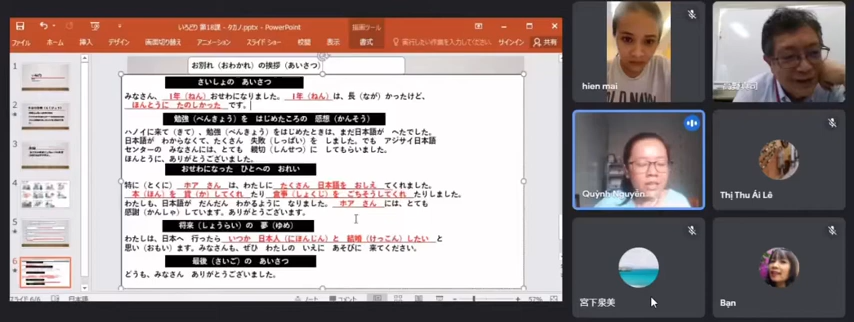 いろどり 第18課 - タカノ.pptx - PowerPoint
描画ツール
ファイル ホーム 挿入 デザイン 画面切り替え アニメーション スライド ショー 校閲 表示 書式 実行したい作業を入力してください サインイン 共有
お別れ（おわかれ）の挨拶（あいさつ）
さいしょの あいさつ
みなさん、1年（ねん）おせわになりました。1年（ねん）は、長（なが）かったけど、
ほんとうに たのしかった です。
勉強（べんきょう）を はじめたころの 感想（かんそう）
ハノイに来て（きて）、勉強（べんきょう）をはじめたときは、まだ日本語が へたでした。
日本語が わからなくて、たくさん 失敗（しっぱい）をしました。でも アジサイ日本語
センターの みなさんには、とても 親切（しんせつ）に してもらいました。
ほんとうに、ありがとうございました。
おせわになった ひとへの おれい
特に（とくに） ホア さん は、わたしに たくさん 日本語を おしえ てくれました。
本（ほん）を 貸（か）してくれ たり 食事（しょくじ）を ごちそうしてくれ たりしました。
わたしも、日本語が だんだん わかるように なりました。 ホア さん には、とても
感謝（かんしゃ）しています。ありがとうございます。
将来（しょうらい）の 夢（ゆめ）
わたしは、日本へ 行ったら いつか 日本人（にほんじん）と 結婚（けっこん）したい と
思い（おもい）ます。みなさんも、ぜひ わたしの いえに あそびに 来てください。
最後（さいご）の あいさつ
どうも、みなさん ありがとうございました。
1
2
3
4
5
6
スライド 6/6 日本語 ノート コメント 57%
hien mai
Quỳnh Nguyễn
Thị Thu Ái Lê
宮下泉美
Bạn